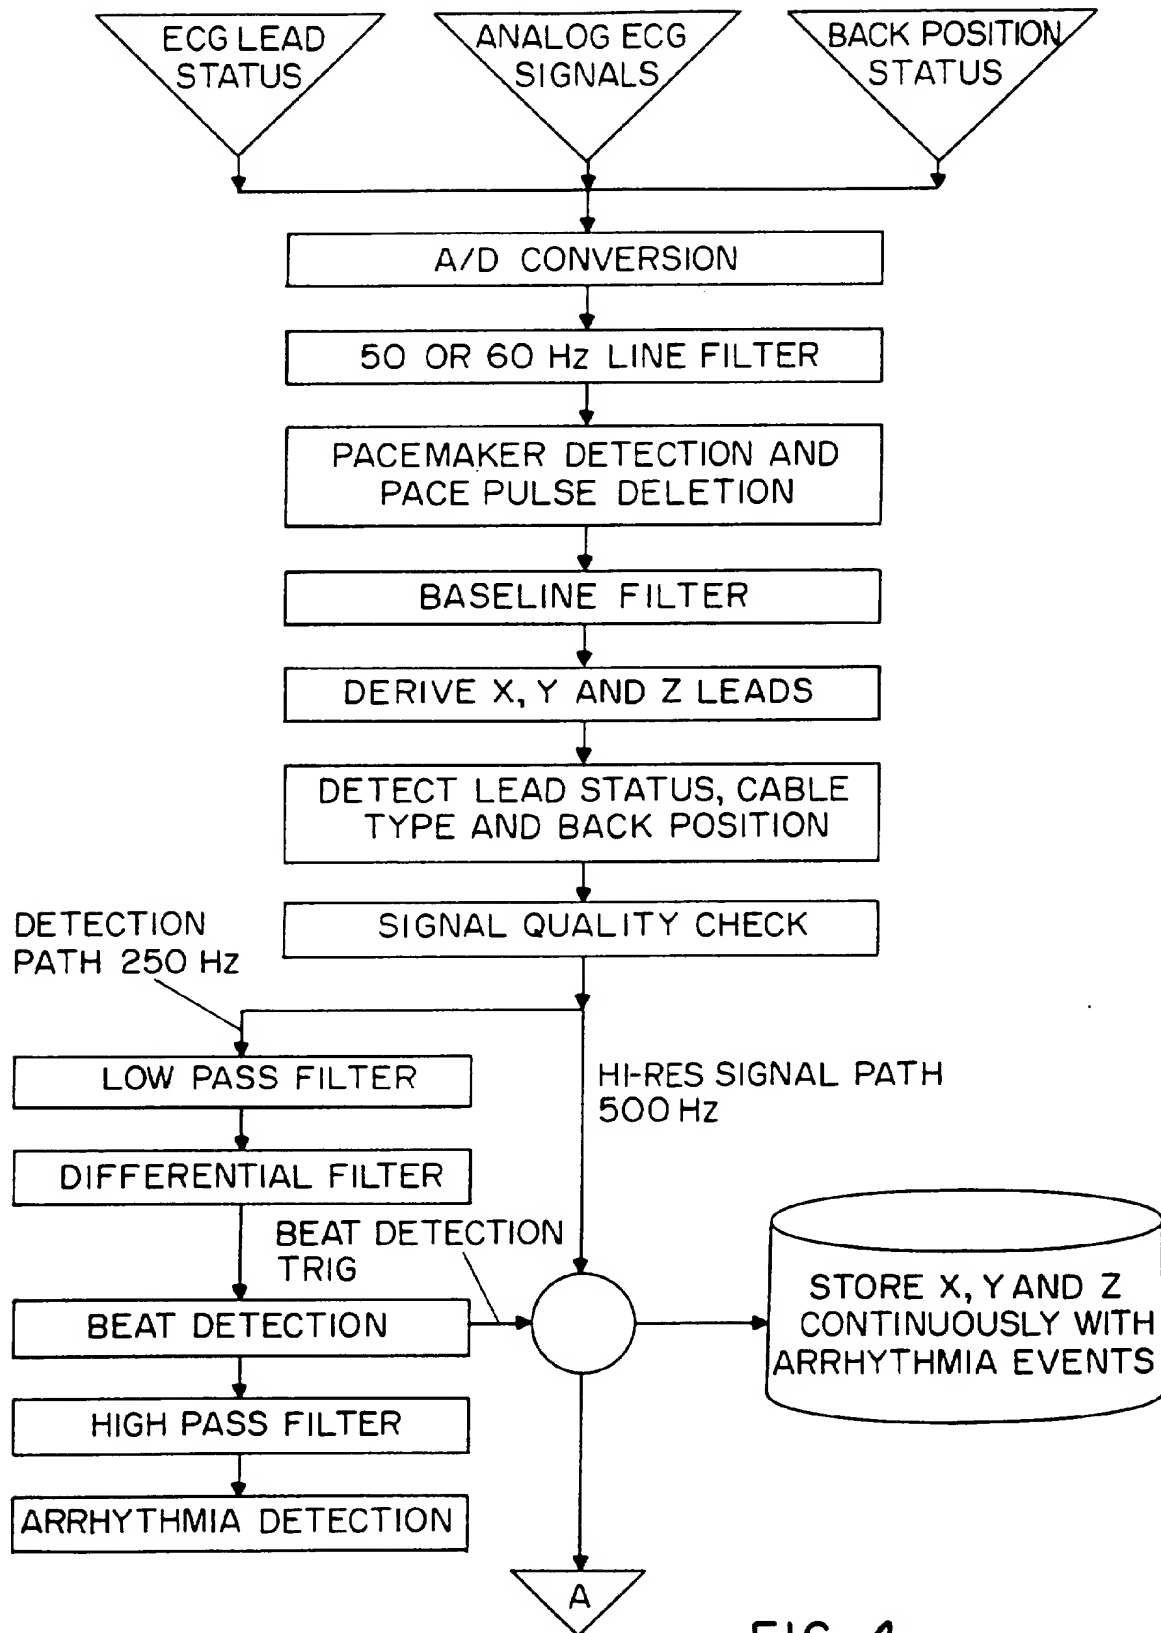 ECG LEAD
STATUS
ANALOG ECG
SIGNALS
BACK POSITION
STATUS
A/D CONVERSION
50 OR 60 Hz LINE FILTER
PACEMAKER DETECTION AND
PACE PULSE DELETION
BASELINE FILTER
DERIVE X, Y AND Z LEADS
DETECT LEAD STATUS, CABLE
TYPE AND BACK POSITION
SIGNAL QUALITY CHECK
DETECTION
PATH 250 Hz
LOW PASS FILTER
HI-RES SIGNAL PATH
500 Hz
DIFFERENTIAL FILTER
BEAT DETECTION
TRIG
BEAT DETECTION
STORE X, Y AND Z
CONTINUOUSLY WITH
ARRHYTHMIA EVENTS
HIGH PASS FILTER
ARRHYTHMIA DETECTION
A